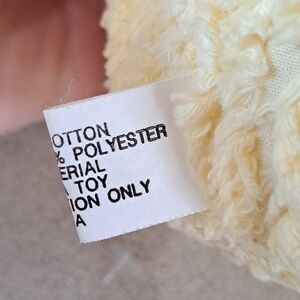 OTTON
% POLYESTER
ERIAL
TOY
ION ONLY
A